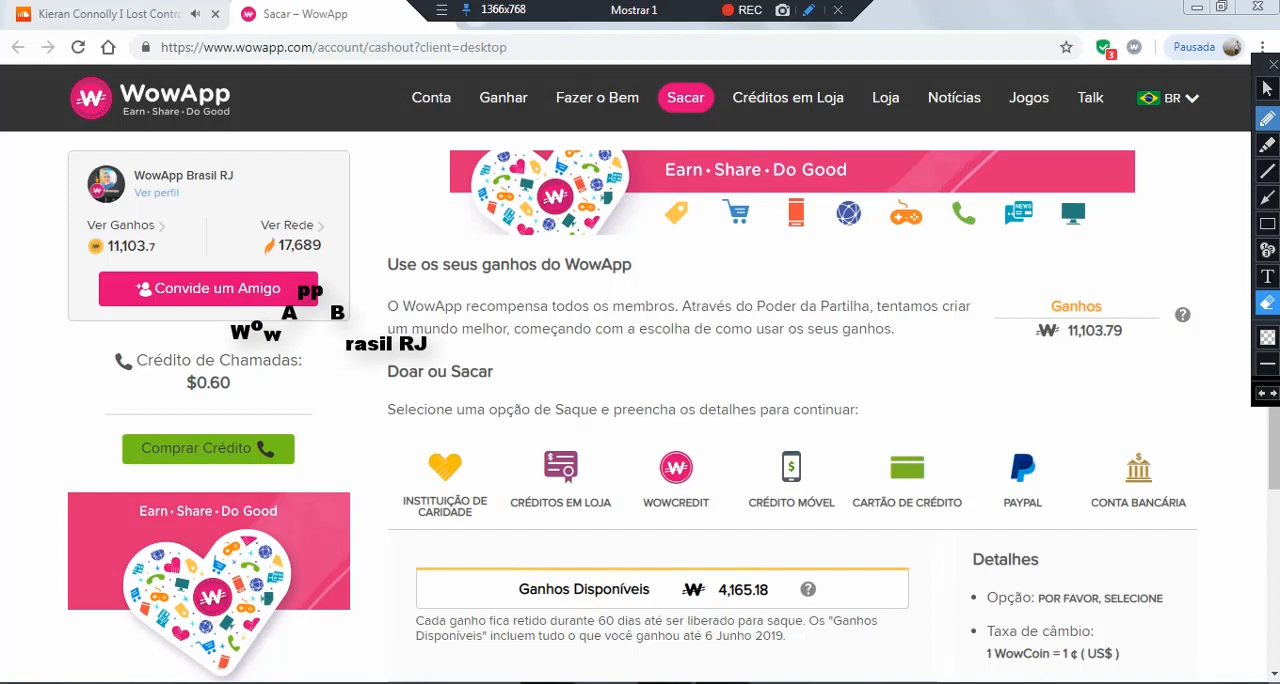 Kieran Connolly I Lost Contr
Sacar – WowApp
1366x768
Mostrar 1
REC
https://www.wowapp.com/account/cashout?client=desktop
3
Pausada
WowApp
Earn · Share · Do Good
Conta
Ganhar
Fazer o Bem
Sacar
Créditos em Loja
Loja
Notícias
Jogos
Talk
BR
WowApp Brasil RJ
Ver perfil
Ver Ganhos
11,103.7
Ver Rede
17,689
Convide um Amigo
WowApp Brasil RJ
Crédito de Chamadas:
$0.60
Comprar Crédito
Earn · Share · Do Good
Earn · Share · Do Good
NEWS
Use os seus ganhos do WowApp
O WowApp recompensa todos os membros. Através do Poder da Partilha, tentamos criar
um mundo melhor, começando com a escolha de como usar os seus ganhos.
Ganhos
11,103.79
Doar ou Sacar
Selecione uma opção de Saque e preencha os detalhes para continuar:
INSTITUIÇÃO DE
CARIDADE
CRÉDITOS EM LOJA
WOWCREDIT
CRÉDITO MÓVEL
CARTÃO DE CRÉDITO
PAYPAL
CONTA BANCÁRIA
Ganhos Disponíveis 4,165.18
Cada ganho fica retido durante 60 dias até ser liberado para saque. Os "Ganhos
Disponíveis" incluem tudo o que você ganhou até 6 Junho 2019.
Detalhes
Opção: POR FAVOR, SELECIONE
Taxa de câmbio:
1 WowCoin = 1 ¢ ( US$ )
T